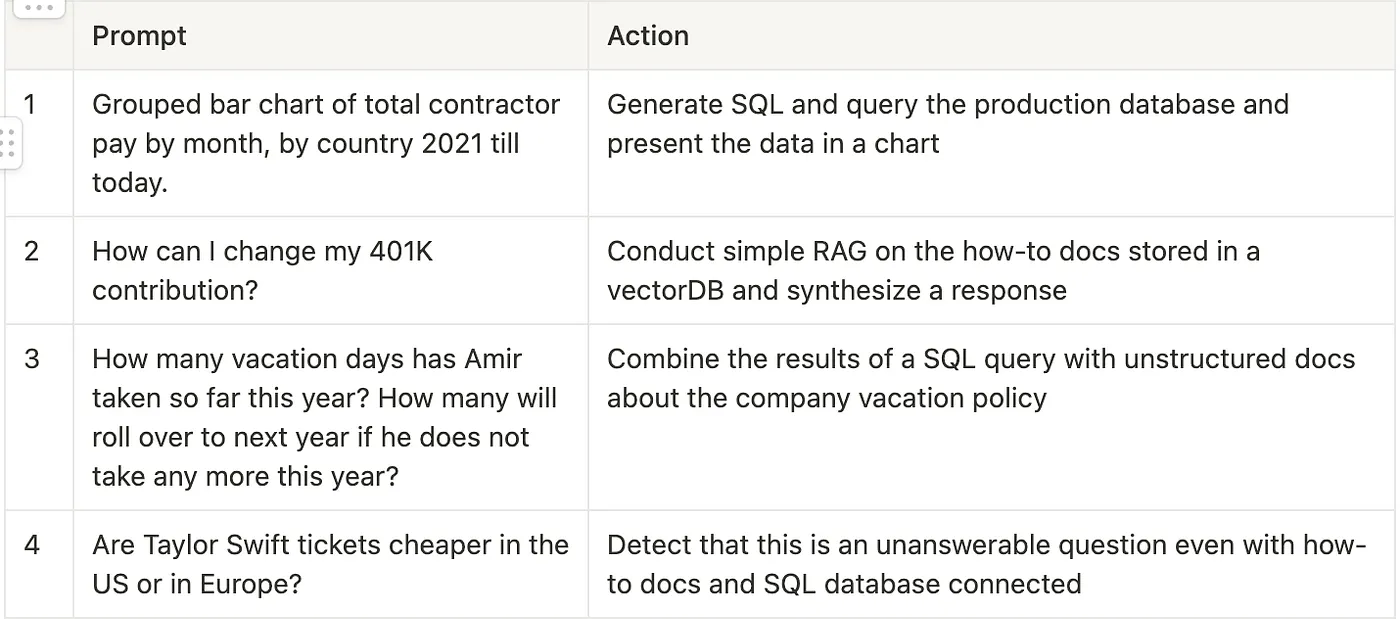 Prompt
Action
1
Grouped bar chart of total contractor
pay by month, by country 2021 till
today.
Generate SQL and query the production database and
present the data in a chart
2
How can I change my 401K
contribution?
Conduct simple RAG on the how-to docs stored in a
vectorDB and synthesize a response
3
How many vacation days has Amir
taken so far this year? How many will
roll over to next year if he does not
take any more this year?
Combine the results of a SQL query with unstructured docs
about the company vacation policy
4
Are Taylor Swift tickets cheaper in the
US or in Europe?
Detect that this is an unanswerable question even with how-
to docs and SQL database connected